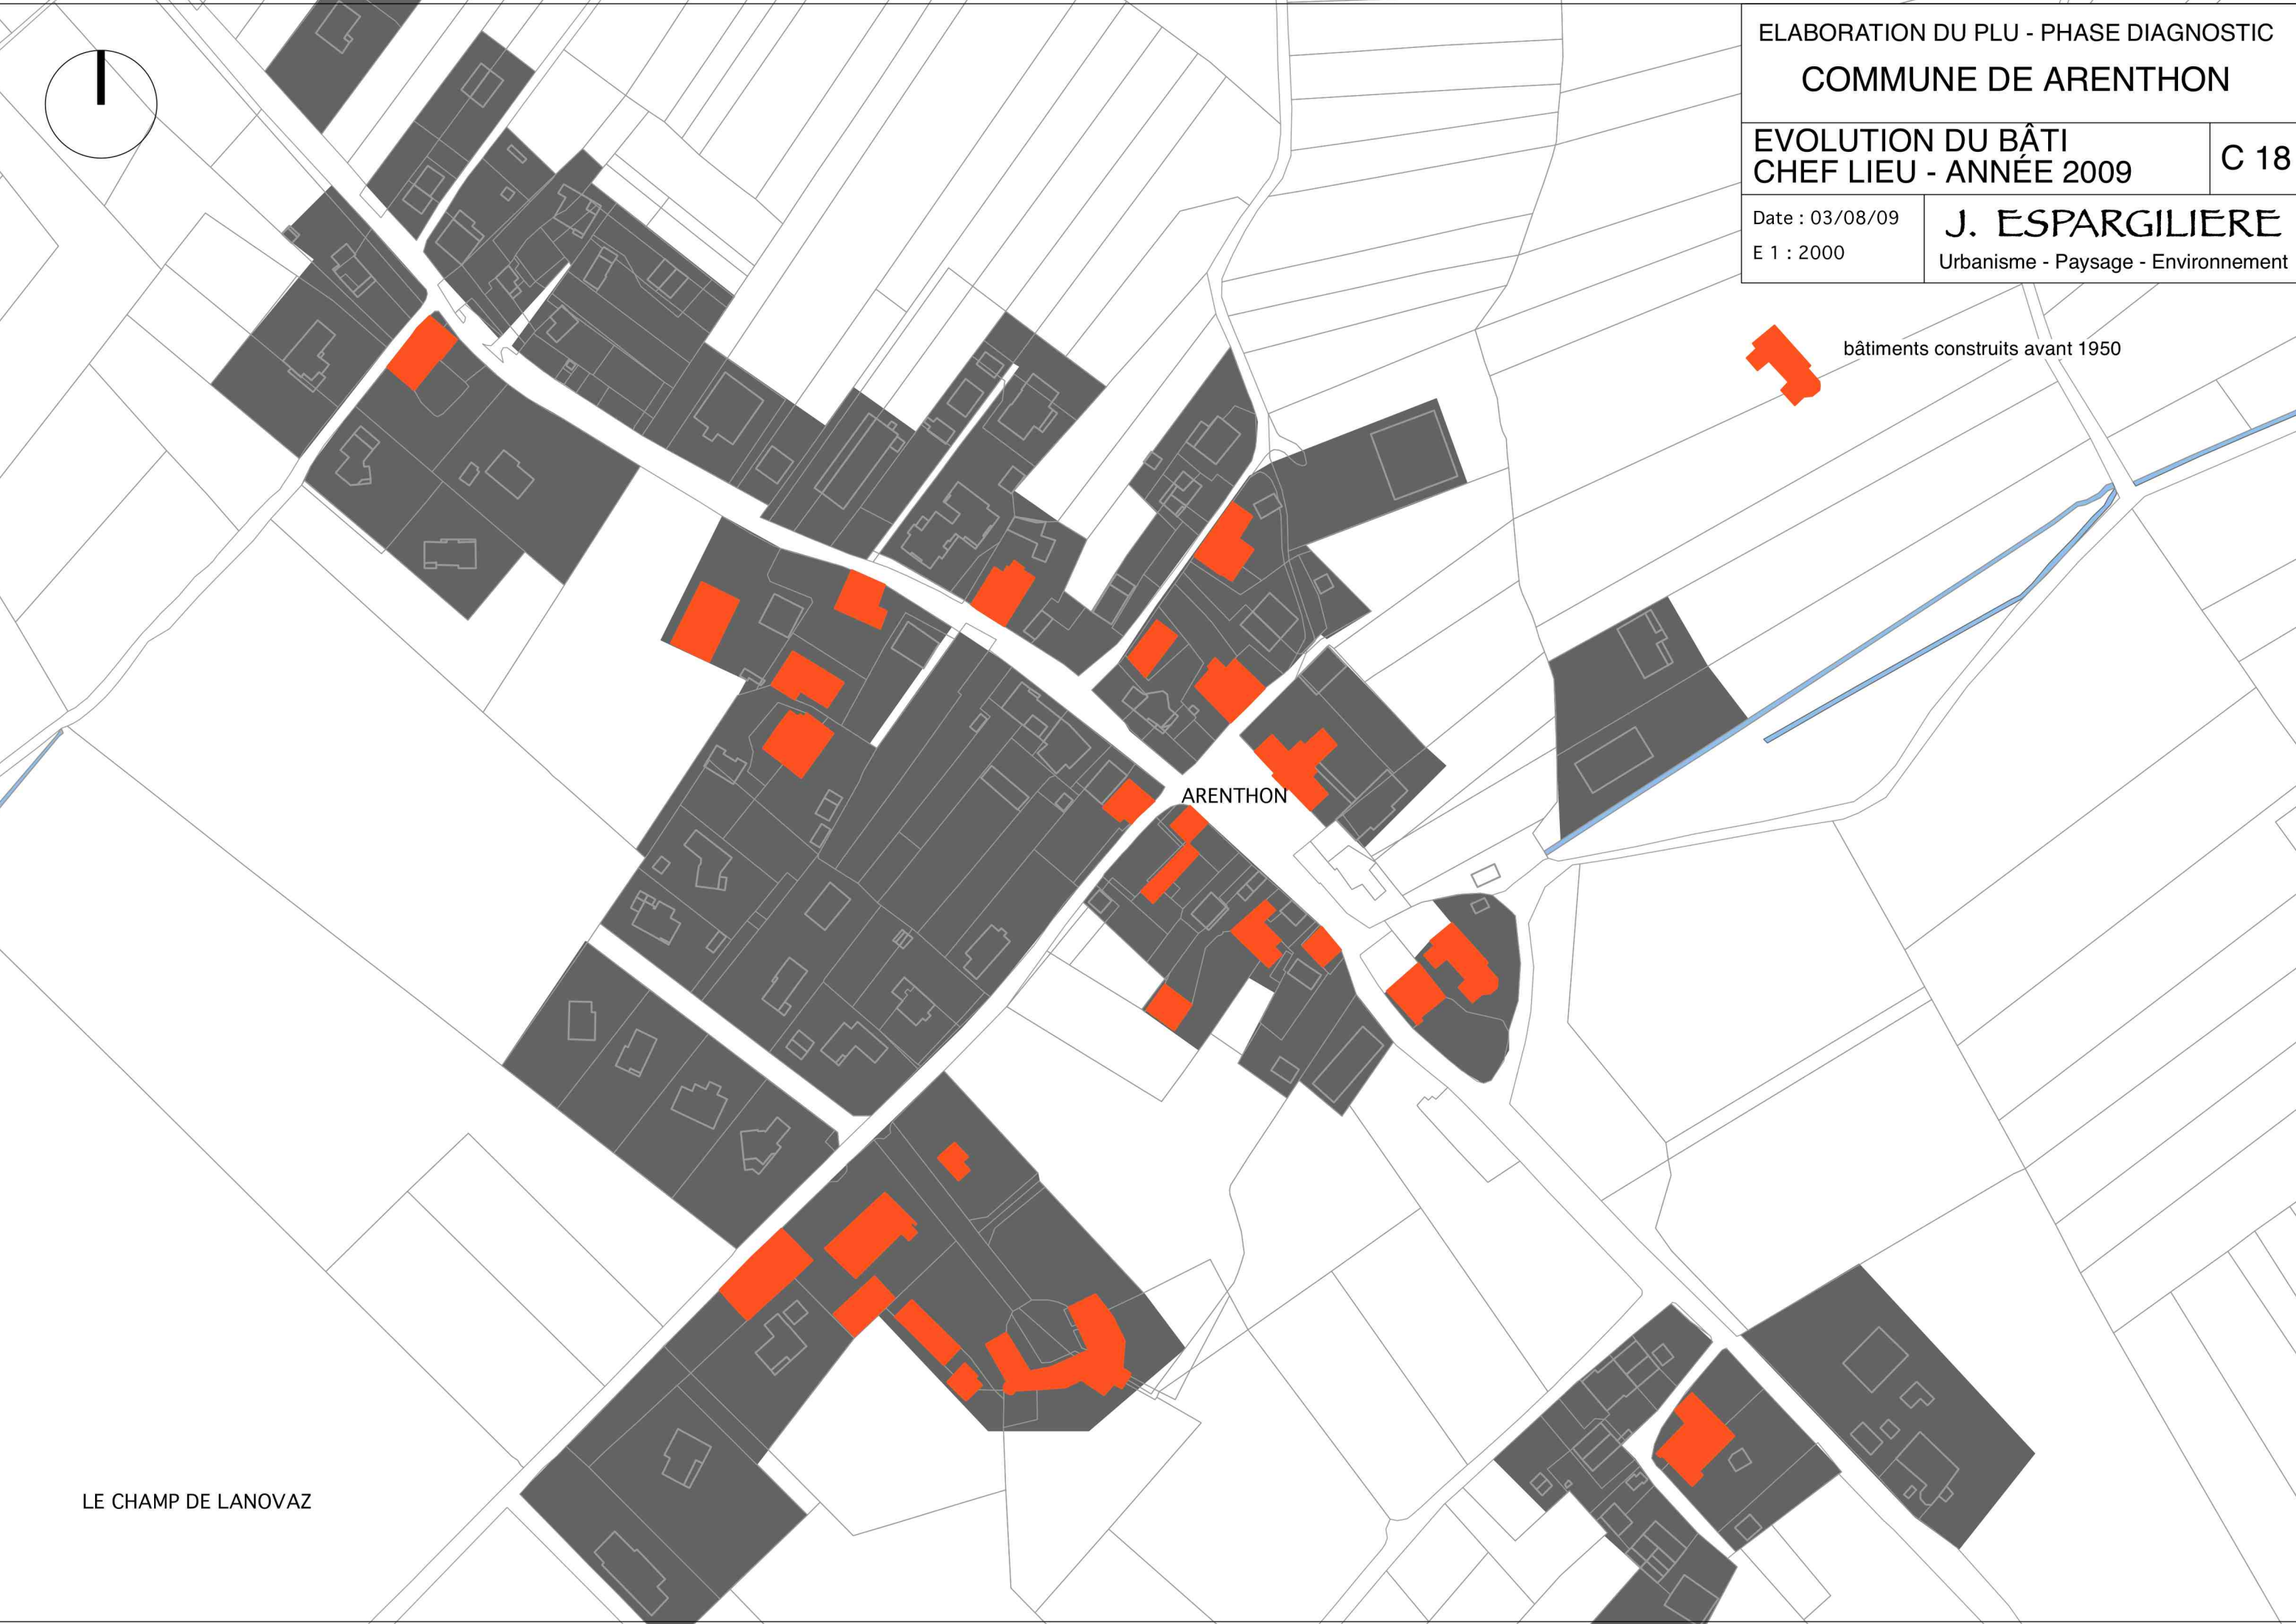 ELABORATION DU PLU - PHASE DIAGNOSTIC
COMMUNE DE ARENTHON
EVOLUTION DU BÂTI
CHEF LIEU - ANNÉE 2009
C 18
Date : 03/08/09
E 1 : 2000
J. ESPARGILIERE
Urbanisme - Paysage - Environnement
bâtiments construits avant 1950
ARENTHON
LE CHAMP DE LANOVAZ